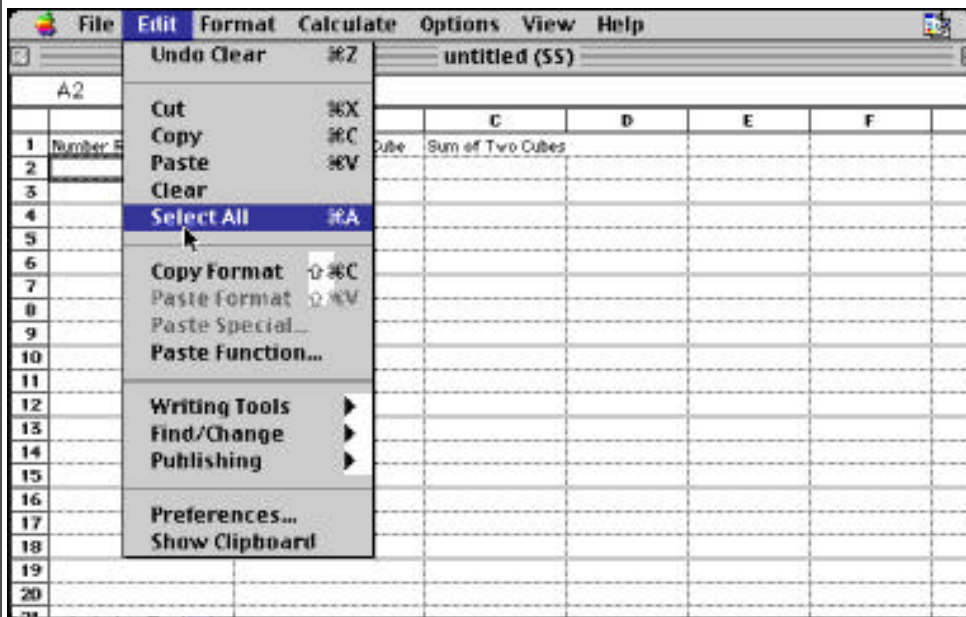 File Edit Format Calculate Options View Help
untitled (SS)
A2
Undo Clear ⌘Z
Cut ⌘X
Copy ⌘C
Paste ⌘V
Clear
Select All ⌘A
Copy Format ⇧⌘C
Paste Format ⇧⌘V
Paste Special...
Paste Function...
Writing Tools
Find/Change
Publishing
Preferences...
Show Clipboard
C D E F
1 Number Cube Sum of Two Cubes
2
3
4
5
6
7
8
9
10
11
12
13
14
15
16
17
18
19
20